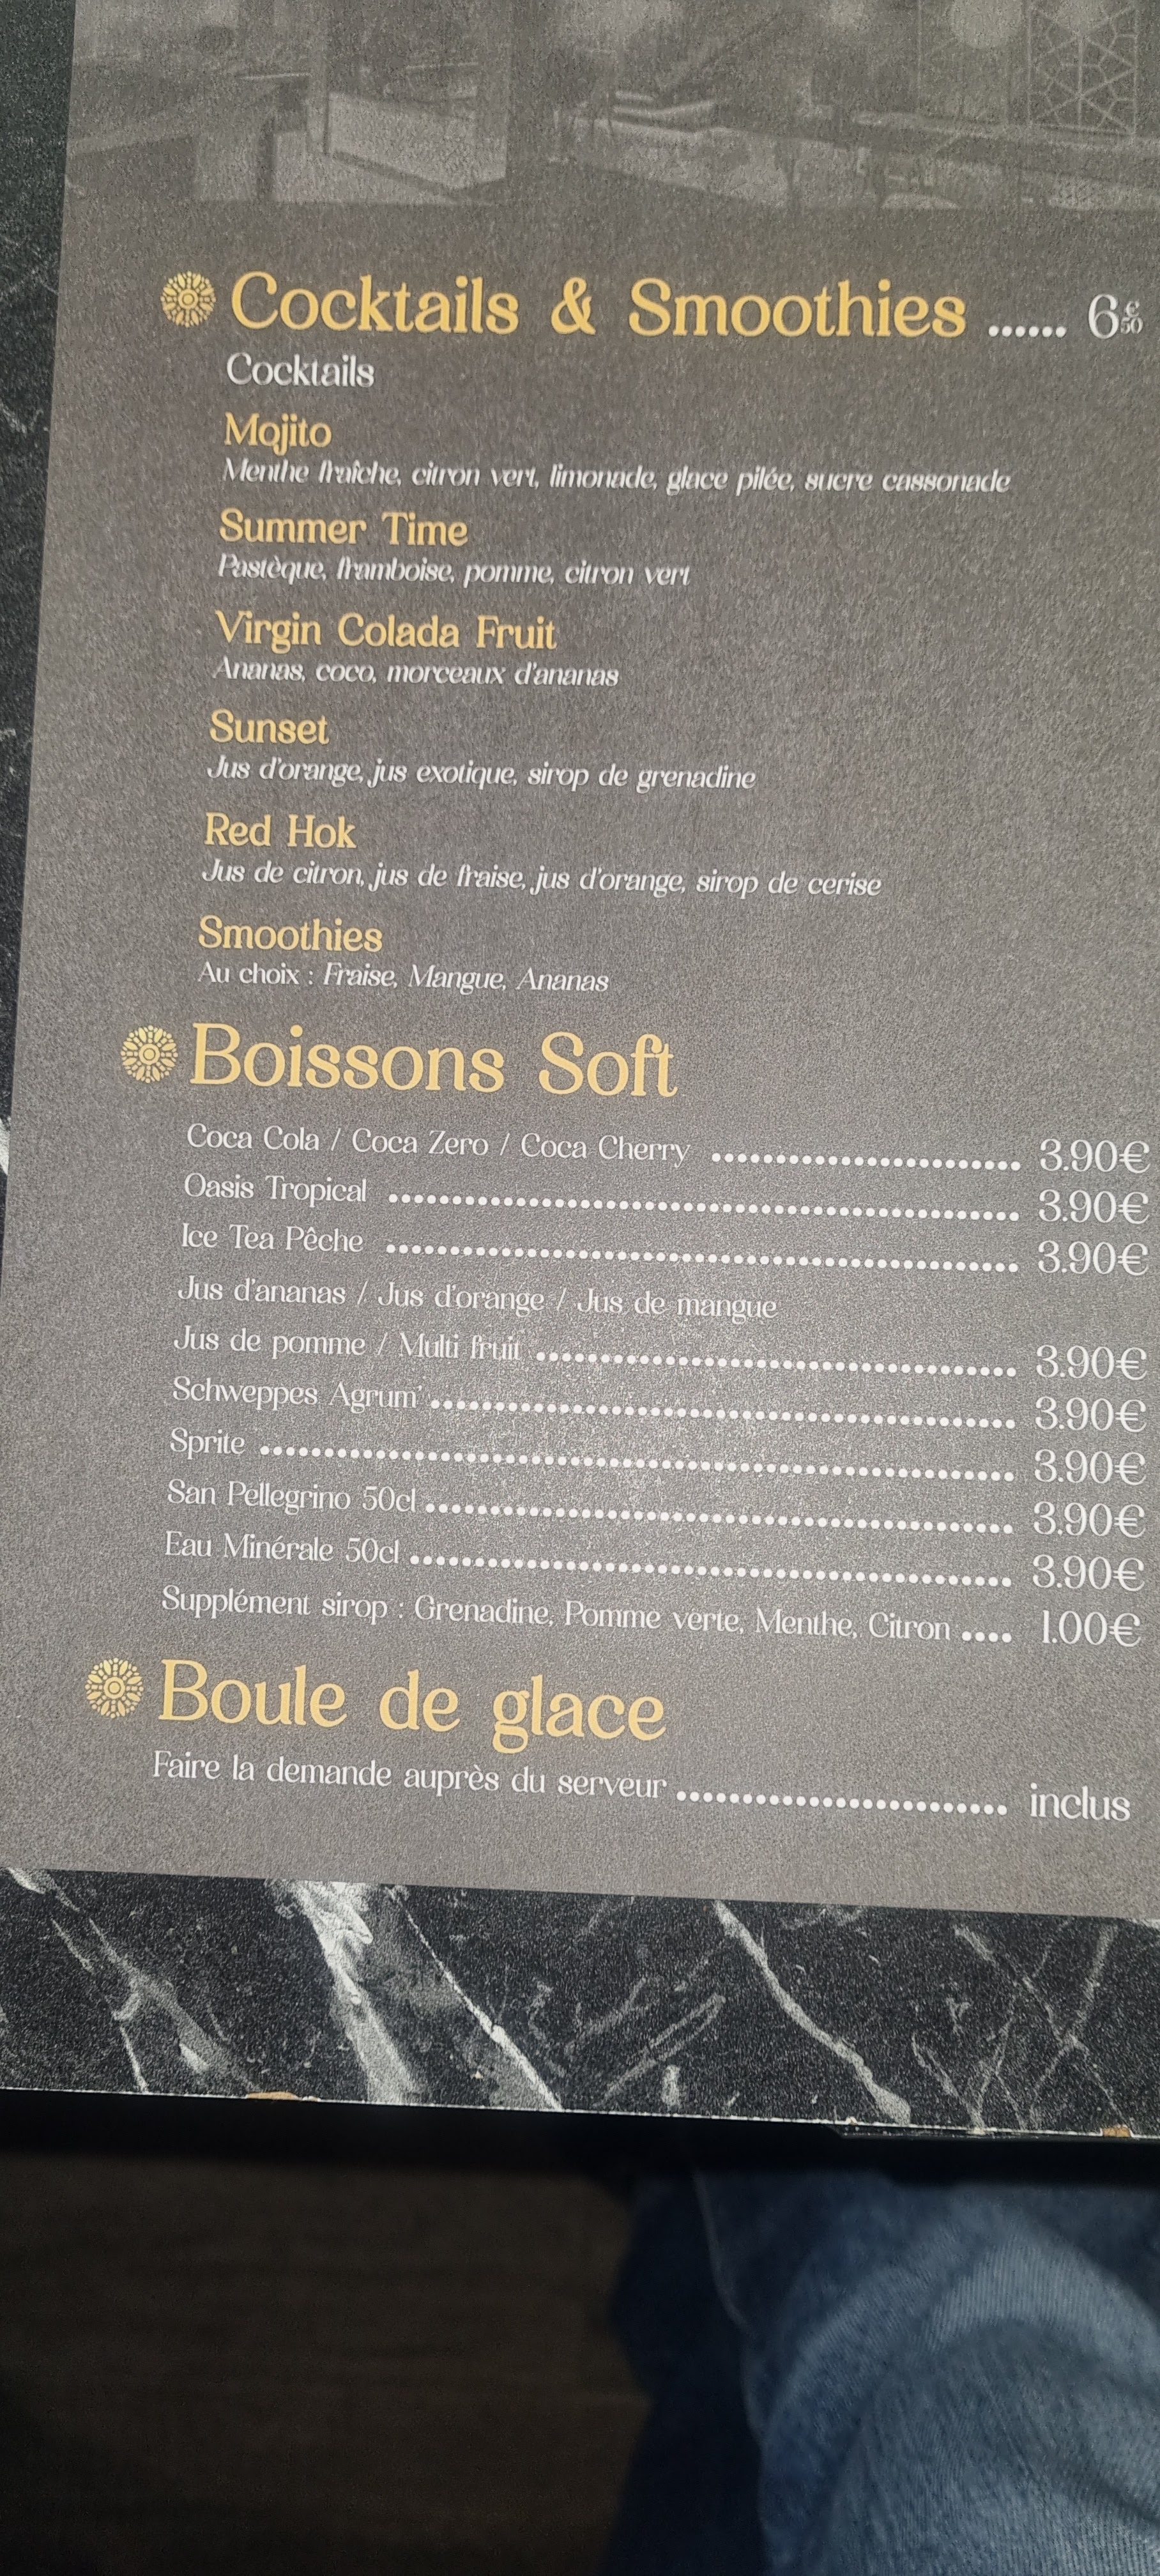 Cocktails & Smoothies ...... 6€50
Cocktails
Mojito
Menthe fraîche, citron vert, limonade, glace pilée, sucre cassonade
Summer Time
Pastèque, framboise, pomme, citron vert
Virgin Colada Fruit
Ananas, coco, morceaux d'ananas
Sunset
Jus d'orange, jus exotique, sirop de grenadine
Red Hok
Jus de citron, jus de fraise, jus d'orange, sirop de cerise
Smoothies
Au choix : Fraise, Mangue, Ananas
Boissons Soft
Coca Cola / Coca Zero / Coca Cherry ........................ 3.90€
Oasis Tropical ................................................. 3.90€
Ice Tea Pêche ................................................. 3.90€
Jus d'ananas / Jus d'orange / Jus de mangue
Jus de pomme / Multi fruit ..................................... 3.90€
Schweppes Agrum' ............................................. 3.90€
Sprite .......................................................... 3.90€
San Pellegrino 50cl ............................................. 3.90€
Eau Minérale 50cl .............................................. 3.90€
Supplément sirop : Grenadine, Pomme verte, Menthe, Citron .... 1.00€
Boule de glace
Faire la demande auprès du serveur .......................... inclus